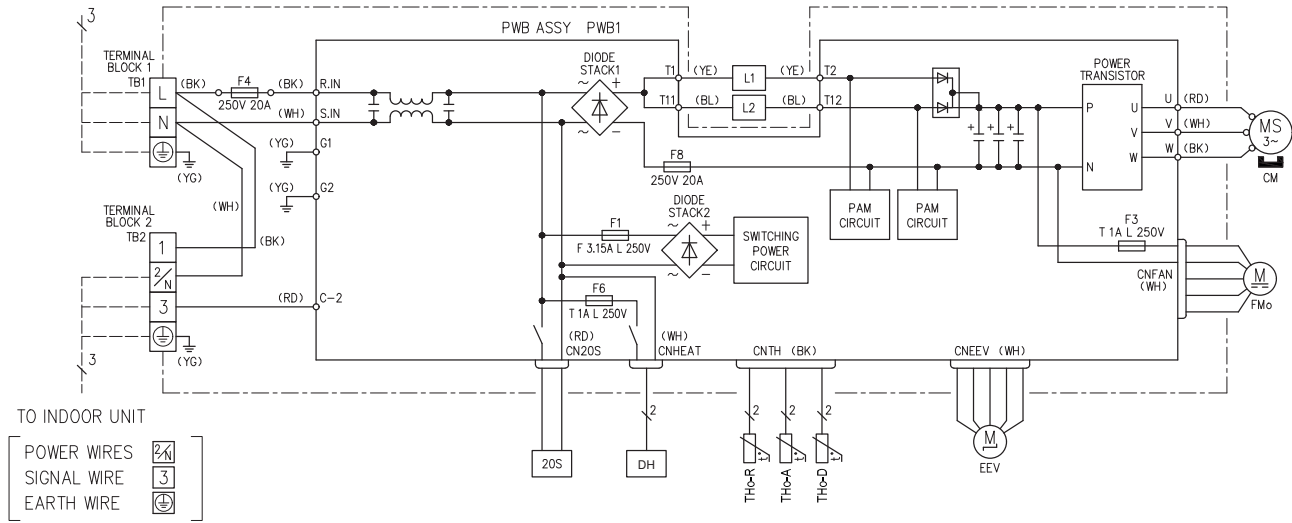 3
PWB ASSY PWB1
TERMINAL
BLOCK 1
TB1
L
N
(YG)
(BK)
F4
250V 20A
(BK)
R.IN
(WH)
S.IN
(YG)
G1
(YG)
G2
(WH)
(BK)
DIODE
STACK1
~
+
~
−
T1
(YE)
L1
(YE)
T2
T11
(BL)
L2
(BL)
T12
F8
250V 20A
+
+
+
POWER
TRANSISTOR
P
N
U
V
W
U
(RD)
V
(WH)
W
(BK)
MS
3~
CM
PAM
CIRCUIT
PAM
CIRCUIT
TERMINAL
BLOCK 2
TB2
1
2/N
3
(YG)
(RD)
C-2
3
F1
F 3.15A L 250V
DIODE
STACK2
~
+
~
−
SWITCHING
POWER
CIRCUIT
F3
T 1A L 250V
CNFAN
(WH)
M
FMo
F6
T 1A L 250V
(RD)
CN20S
(WH)
CNHEAT
CNTH (BK)
CNEEV (WH)
2
2
2
2
20S
DH
THo-R
t°
THo-A
t°
THo-D
t°
M
EEV
TO INDOOR UNIT
POWER WIRES 2/N
SIGNAL WIRE 3
EARTH WIRE